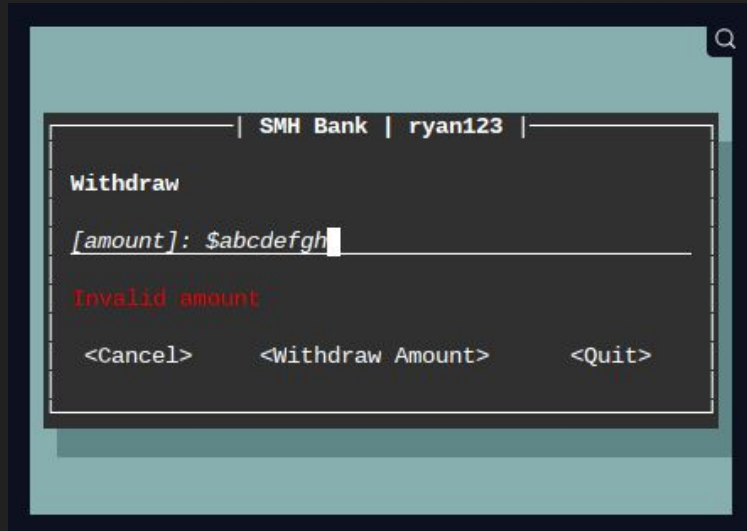 | SMH Bank | ryan123 |
Withdraw
[amount]: $abcdefgh
Invalid amount
<Cancel> <Withdraw Amount> <Quit>